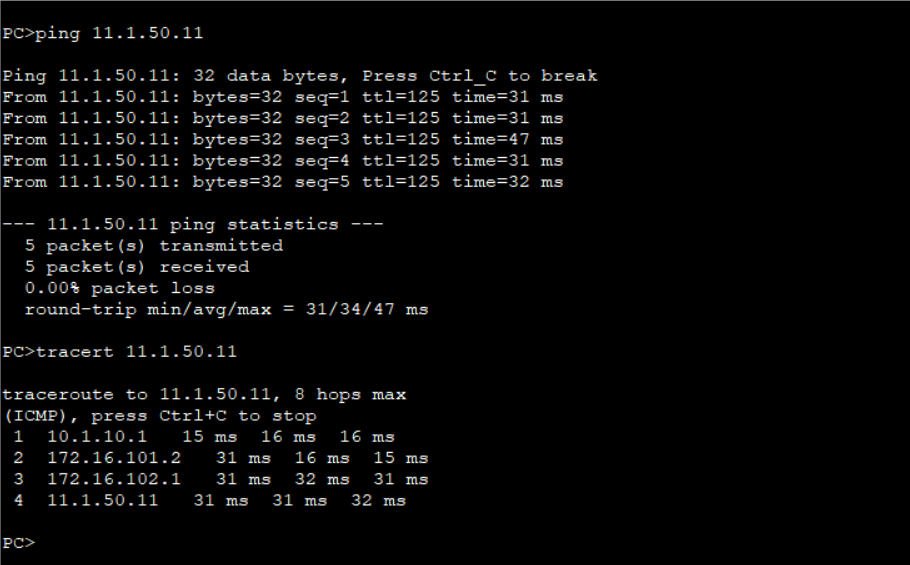 PC>ping 11.1.50.11
Ping 11.1.50.11: 32 data bytes, Press Ctrl_C to break
From 11.1.50.11: bytes=32 seq=1 ttl=125 time=31 ms
From 11.1.50.11: bytes=32 seq=2 ttl=125 time=31 ms
From 11.1.50.11: bytes=32 seq=3 ttl=125 time=47 ms
From 11.1.50.11: bytes=32 seq=4 ttl=125 time=31 ms
From 11.1.50.11: bytes=32 seq=5 ttl=125 time=32 ms
--- 11.1.50.11 ping statistics ---
5 packet(s) transmitted
5 packet(s) received
0.00% packet loss
round-trip min/avg/max = 31/34/47 ms
PC>tracert 11.1.50.11
traceroute to 11.1.50.11, 8 hops max
(ICMP), press Ctrl+C to stop
1 10.1.10.1 15 ms 16 ms 16 ms
2 172.16.101.2 31 ms 16 ms 15 ms
3 172.16.102.1 31 ms 32 ms 31 ms
4 11.1.50.11 31 ms 31 ms 32 ms
PC>